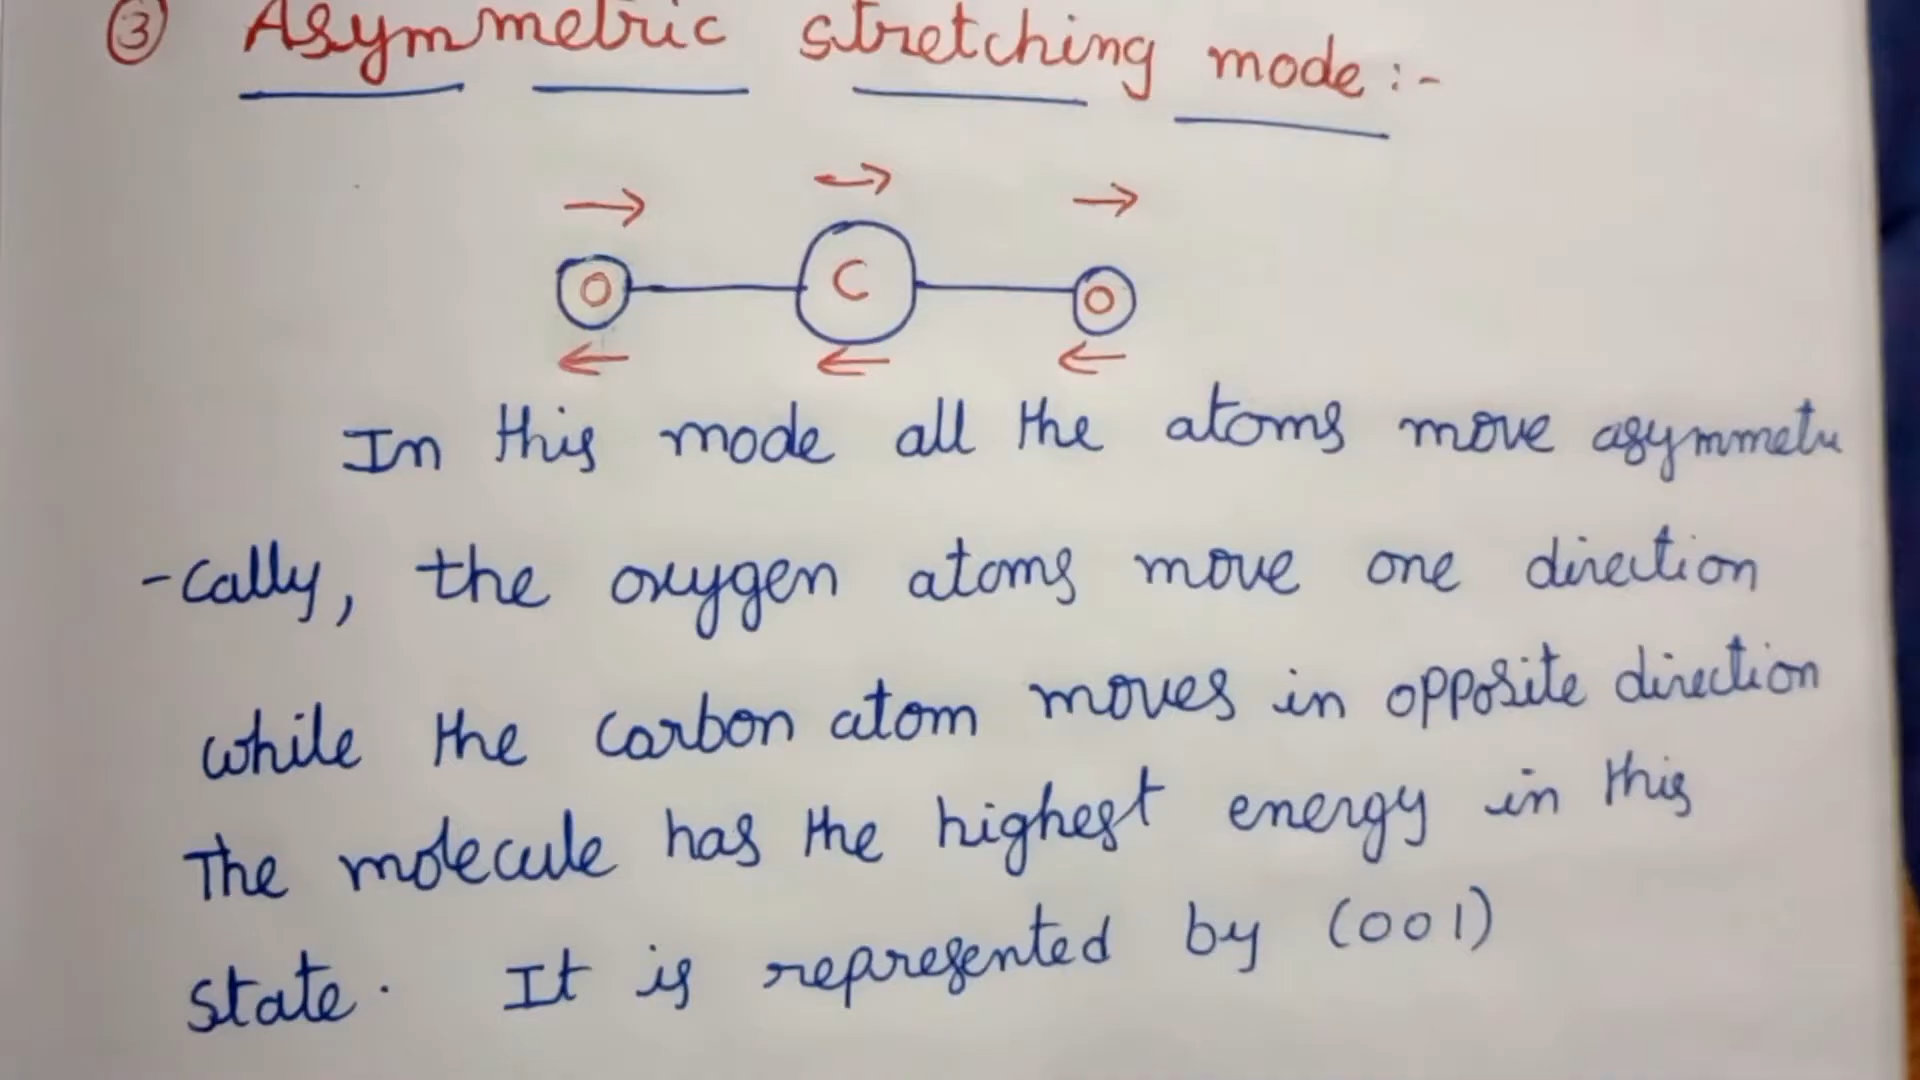 ③ Asymmetric stretching mode:-
→ → →
O C O
← ← ←
In this mode all the atoms move asymmetri
-cally, the oxygen atoms move one direction
while the carbon atom moves in opposite direction
The molecule has the highest energy in this
state. It is represented by (001)